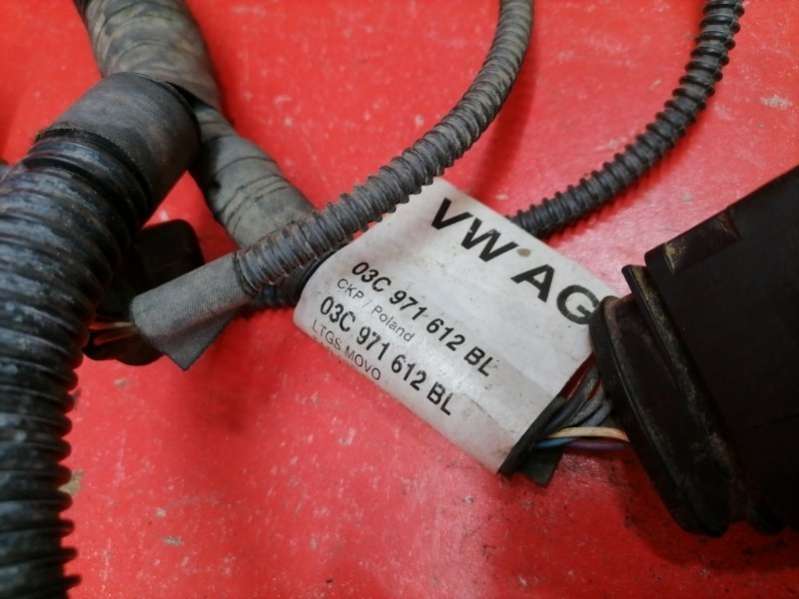 VW AG
03C 971 612 BL
CKP / Poland
03C 971 612 BL
LTGS MOVO